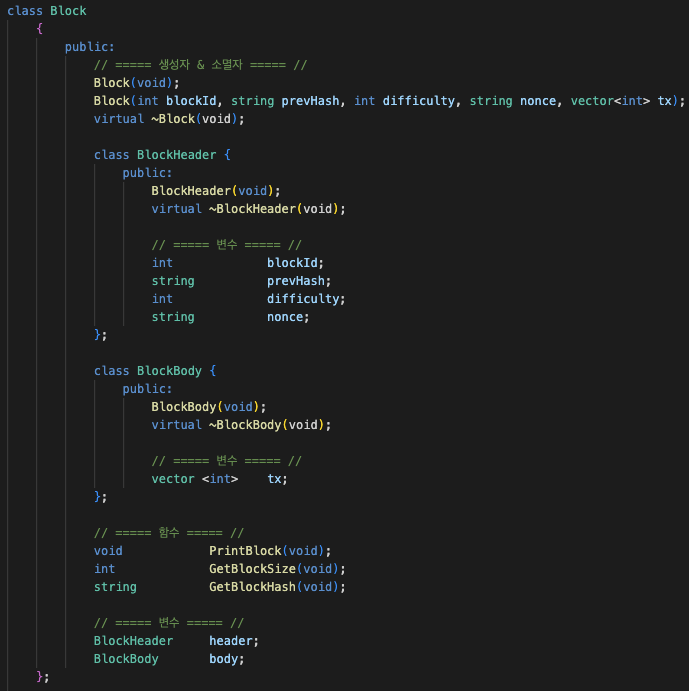 class Block
{
public:
// ===== 생성자 & 소멸자 ===== //
Block(void);
Block(int blockId, string prevHash, int difficulty, string nonce, vector<int> tx);
virtual ~Block(void);
class BlockHeader {
public:
BlockHeader(void);
virtual ~BlockHeader(void);
// ===== 변수 ===== //
int blockId;
string prevHash;
int difficulty;
string nonce;
};
class BlockBody {
public:
BlockBody(void);
virtual ~BlockBody(void);
// ===== 변수 ===== //
vector <int> tx;
};
// ===== 함수 ===== //
void PrintBlock(void);
int GetBlockSize(void);
string GetBlockHash(void);
// ===== 변수 ===== //
BlockHeader header;
BlockBody body;
};